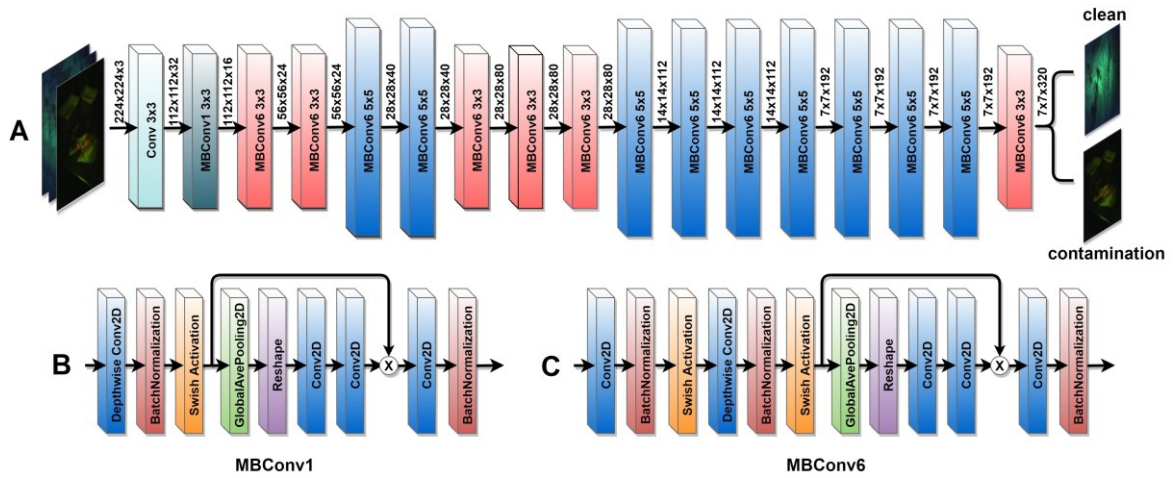 A
224x224x3
Conv 3x3
112x112x32
MBConv1 3x3
112x112x16
MBConv6 3x3
56x56x24
MBConv6 3x3
56x56x24
MBConv6 5x5
28x28x40
MBConv6 5x5
28x28x40
MBConv6 3x3
28x28x80
MBConv6 3x3
28x28x80
MBConv6 3x3
28x28x80
MBConv6 5x5
14x14x112
MBConv6 5x5
14x14x112
MBConv6 5x5
14x14x112
MBConv6 5x5
7x7x192
MBConv6 5x5
7x7x192
MBConv6 5x5
7x7x192
MBConv6 5x5
7x7x192
MBConv6 3x3
7x7x320
clean
contamination
B
Depthwise Conv2D
BatchNormalization
Swish Activation
GlobalAvePooling2D
Reshape
Conv2D
Conv2D
X
Conv2D
BatchNormalization
MBConv1
C
Conv2D
BatchNormalization
Swish Activation
Depthwise Conv2D
BatchNormalization
Swish Activation
GlobalAvePooling2D
Reshape
Conv2D
Conv2D
X
Conv2D
BatchNormalization
MBConv6